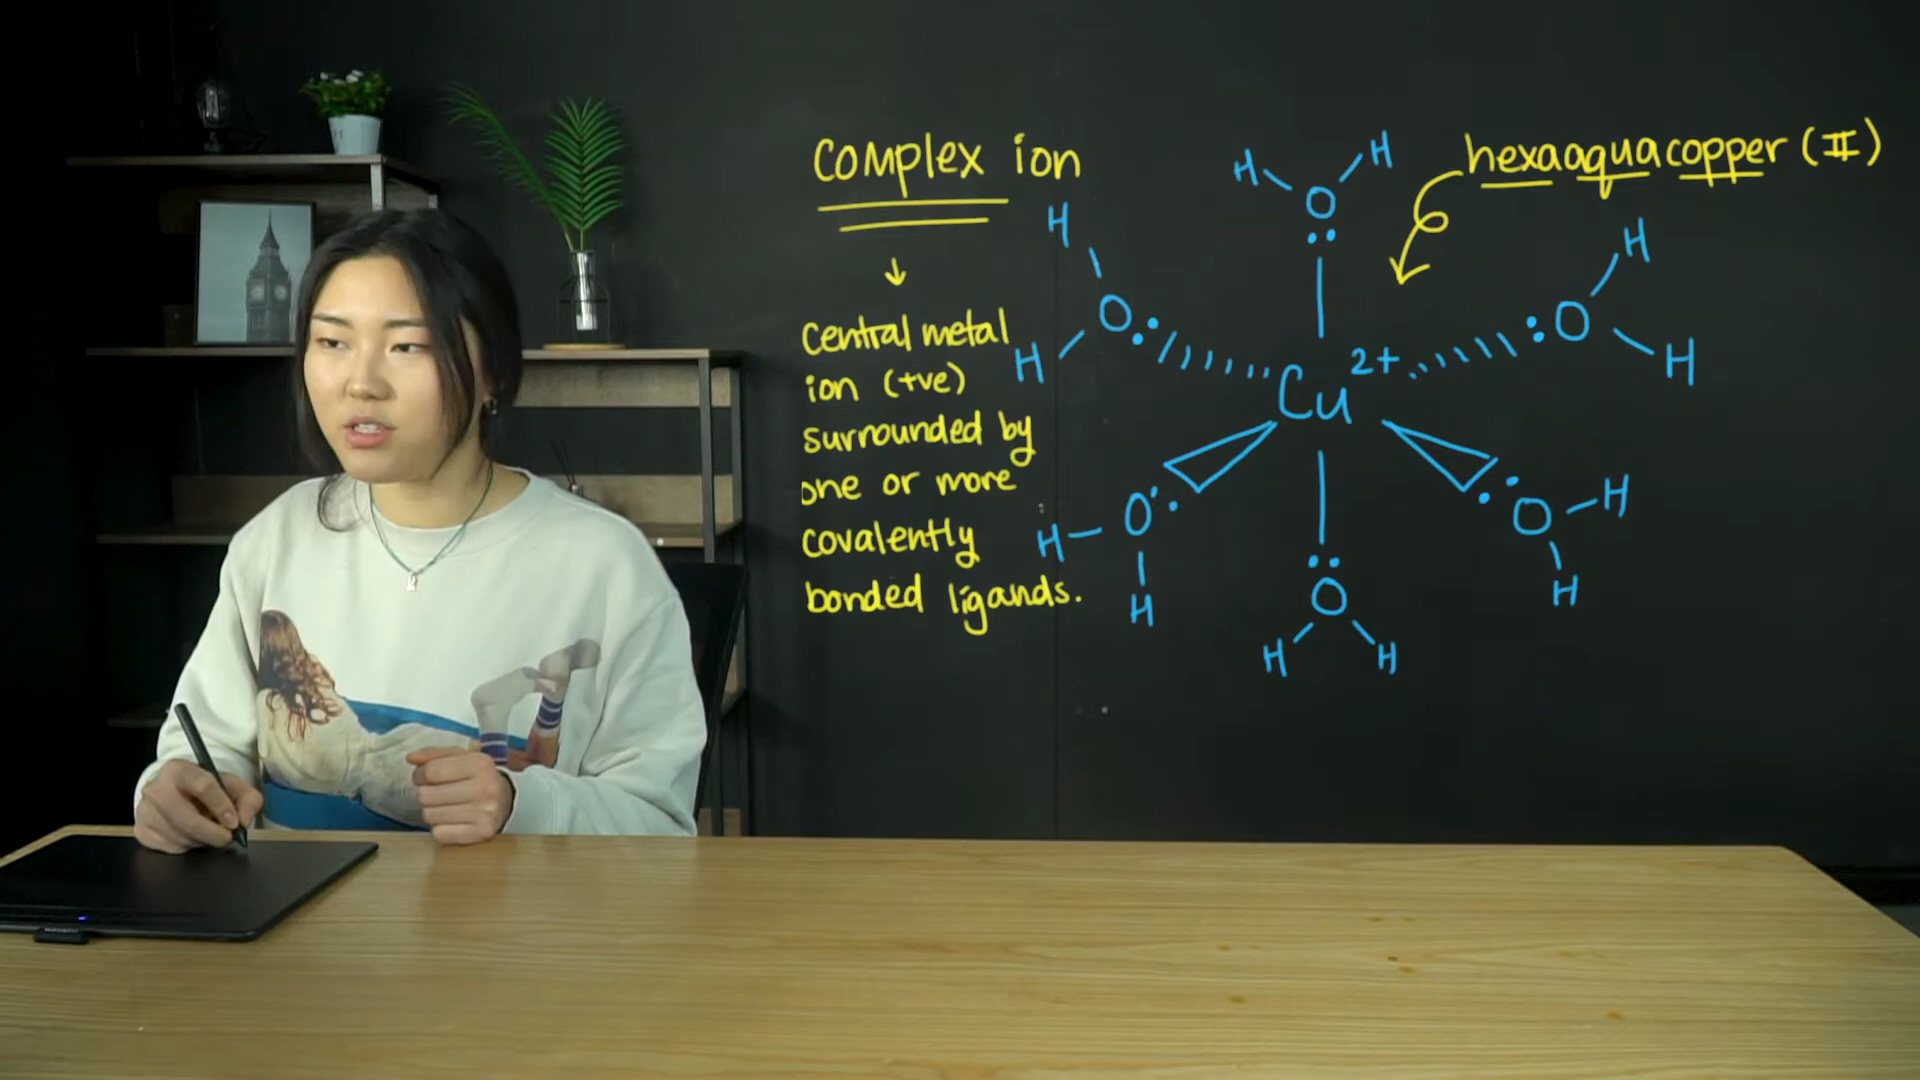 complex ion
↓
central metal
ion (+ve)
surrounded by
one or more
covalently
bonded ligands.
hexaaquacopper (II)
H H
O
H
O
H
Cu 2+
O
H
H
H O
H
O H
H
O
H H